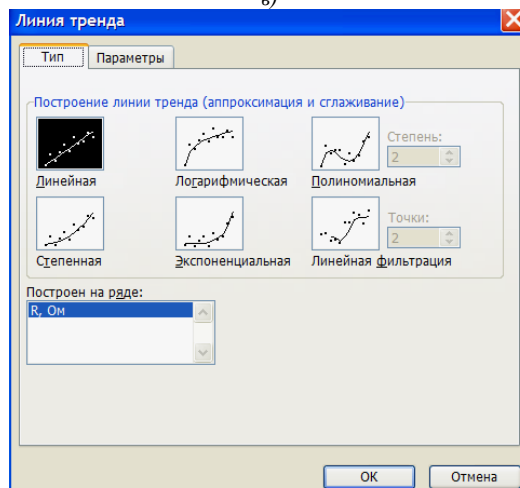 в)
Линия тренда
Тип Параметры
Построение линии тренда (аппроксимация и сглаживание)
Степень:
2
Линейная Логарифмическая Полиномиальная
Точки:
2
Степенная Экспоненциальная Линейная фильтрация
Построен на ряде:
R, Ом
ОК Отмена